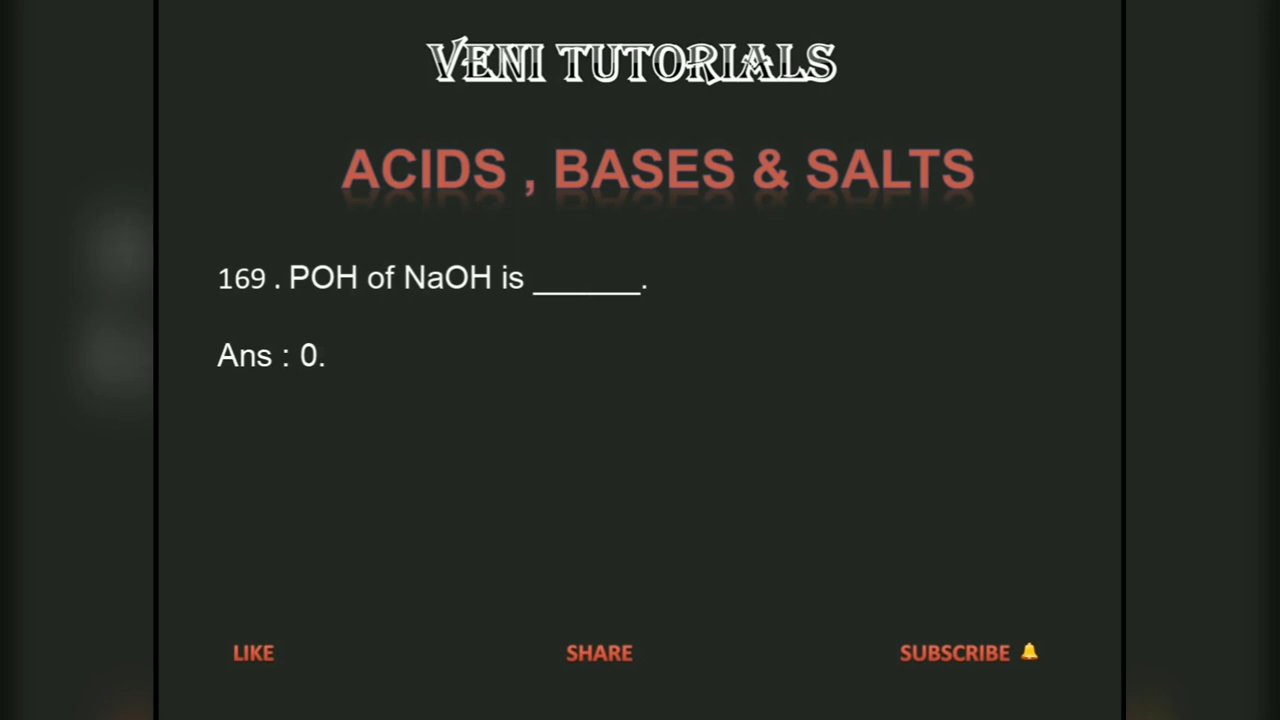 VENI TUTORIALS
ACIDS , BASES & SALTS
169 . POH of NaOH is ______.
Ans : 0.
LIKE SHARE SUBSCRIBE 🔔